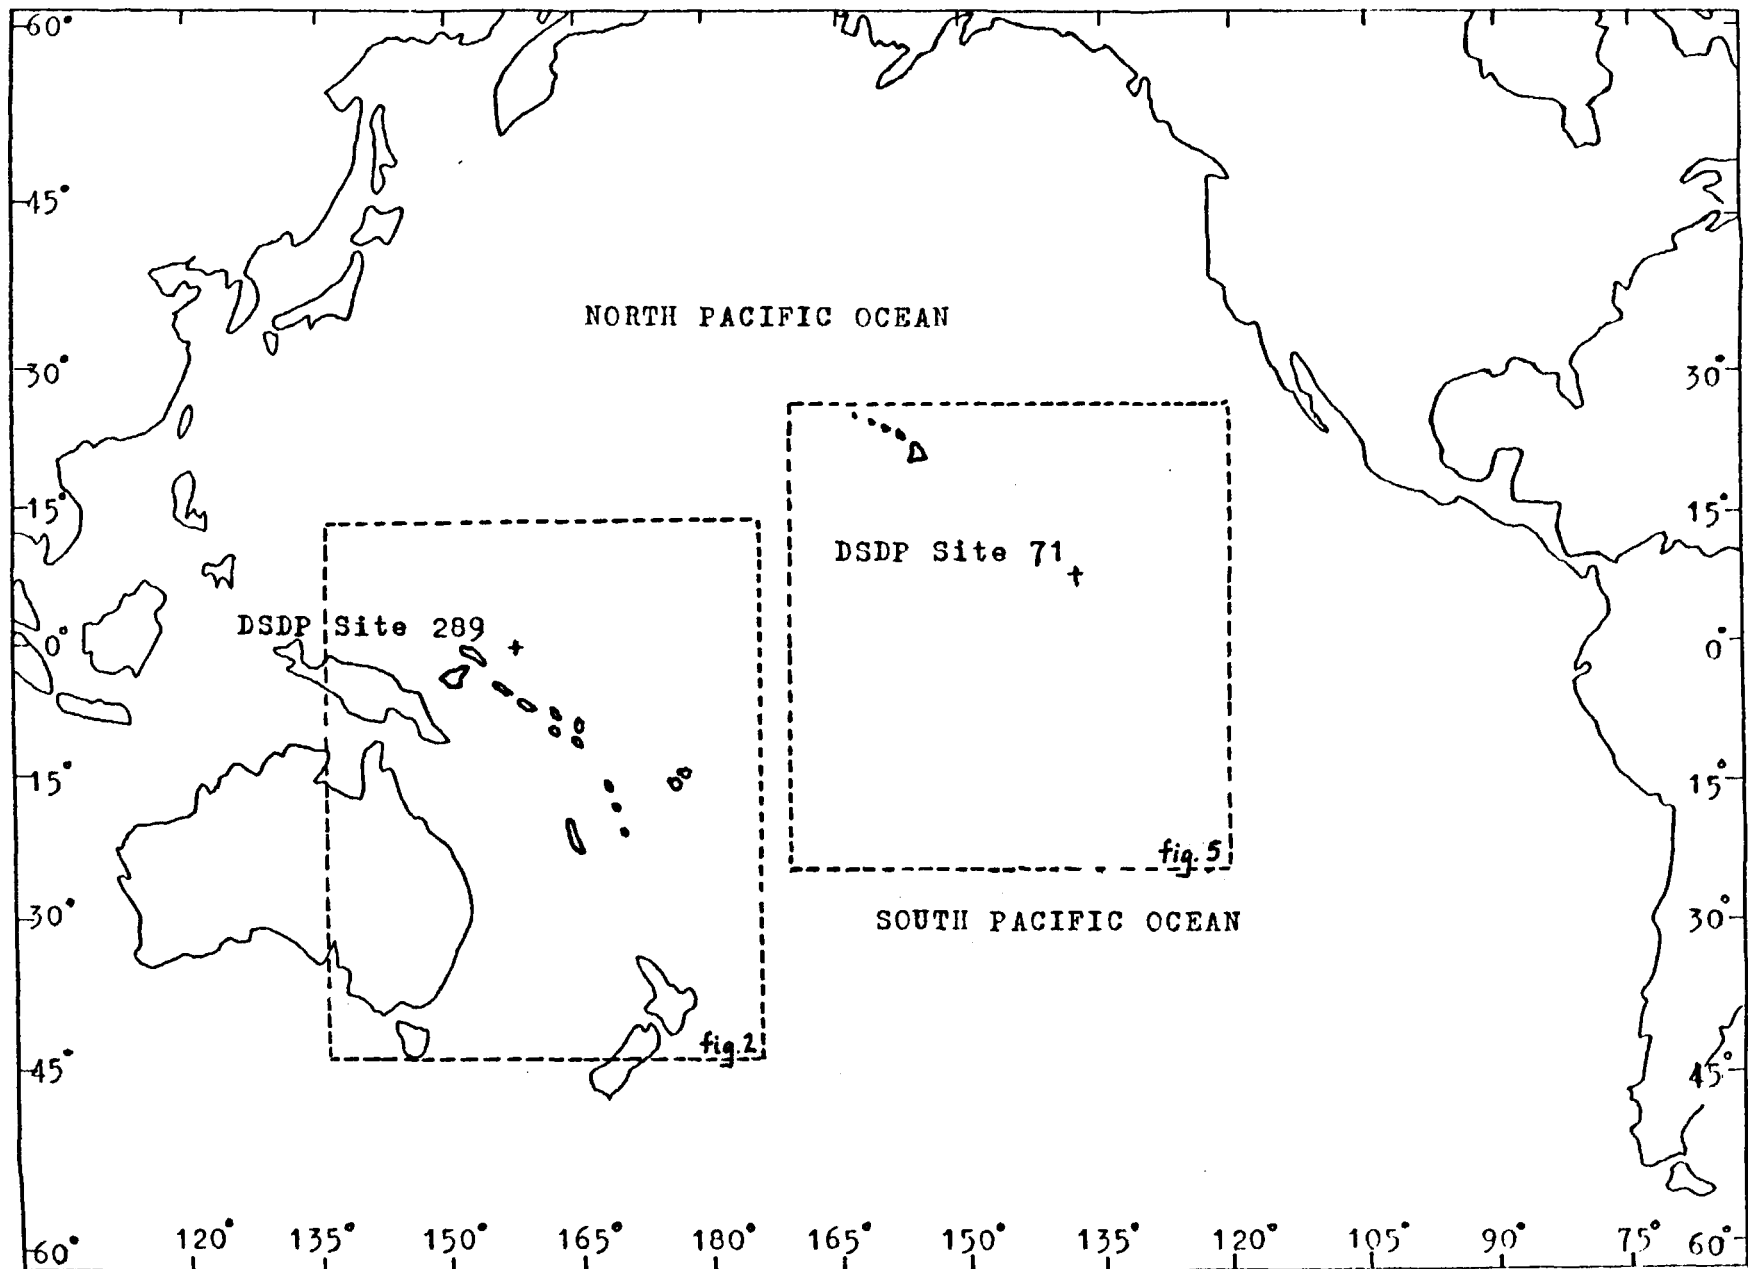 60°
45°
NORTH PACIFIC OCEAN
30° 30°
15° 15°
DSDP Site 71
DSDP Site 289
0° 0°
15° 15°
fig. 5
30° SOUTH PACIFIC OCEAN 30°
fig.2
45° 45°
120° 135° 150° 165° 180° 165° 150° 135° 120° 105° 90° 75° 60°
60°